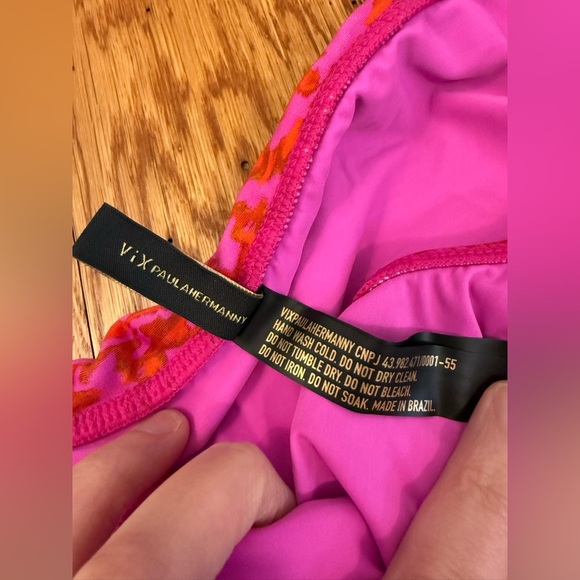 ViX PAULAHERMANNY
VIXPAULAHERMANNY CNPJ 43.982.471/0001-55
HAND WASH COLD. DO NOT DRY CLEAN.
DO NOT TUMBLE DRY. DO NOT BLEACH.
DO NOT IRON. DO NOT SOAK. MADE IN BRAZIL.